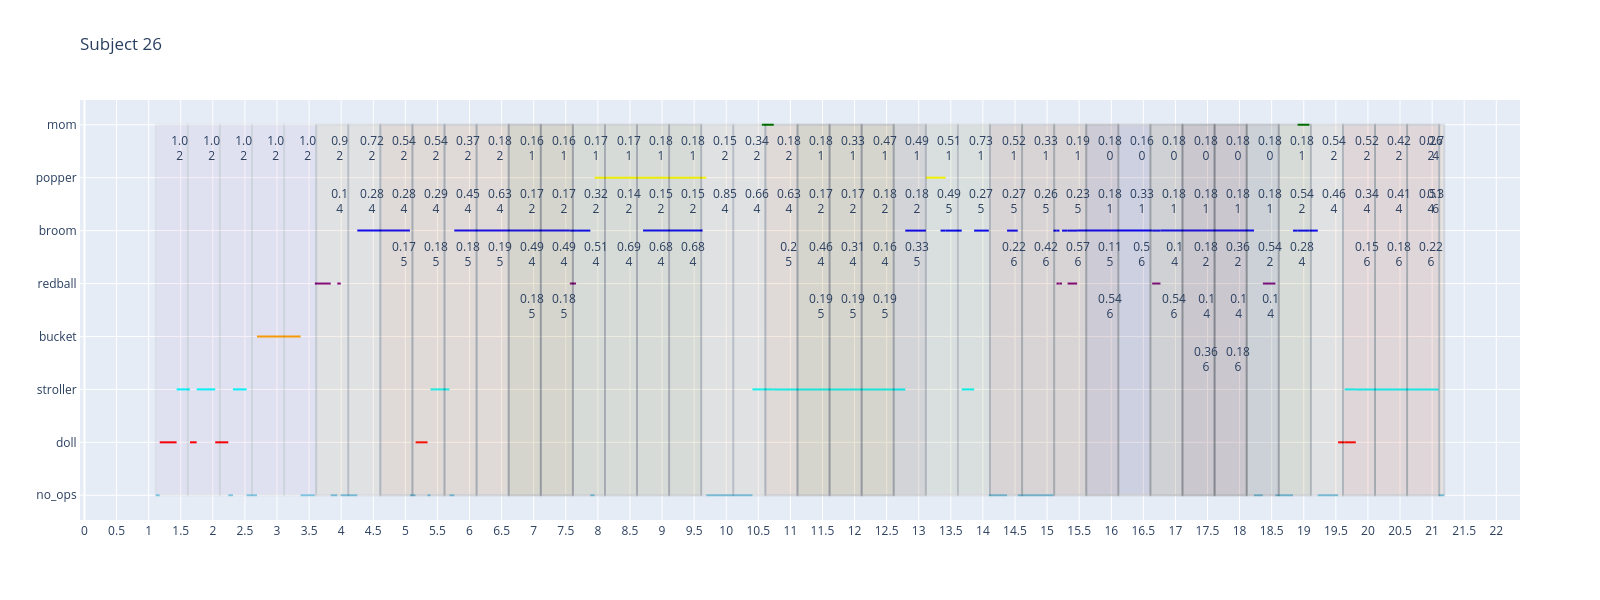 Subject 26
mom
1.0 1.0 1.0 1.0 1.0 0.9 0.72 0.54 0.54 0.37 0.18 0.16 0.16 0.17 0.17 0.18 0.18 0.15 0.34 0.18 0.18 0.33 0.47 0.49 0.51 0.73 0.52 0.33 0.19 0.18 0.16 0.18 0.18 0.18 0.18 0.18 0.54 0.52 0.42
2 2 2 2 2 2 2 2 2 2 2 1 1 1 1 1 1 2 2 2 1 1 1 1 1 1 1 1 1 0 0 0 0 0 0 1 2 2 2
popper
0.1 0.28 0.28 0.29 0.45 0.63 0.17 0.17 0.32 0.14 0.15 0.15 0.85 0.66 0.63 0.17 0.17 0.18 0.18 0.49 0.27 0.27 0.26 0.23 0.18 0.33 0.18 0.18 0.18 0.18 0.54 0.46 0.34 0.41
4 4 4 4 4 4 2 2 2 2 2 2 4 4 4 2 2 2 2 5 5 5 5 5 1 1 1 1 1 1 2 4 4 4
broom
0.17 0.18 0.18 0.19 0.49 0.49 0.51 0.69 0.68 0.68 0.2 0.46 0.31 0.16 0.33 0.22 0.42 0.57 0.11 0.5 0.1 0.18 0.36 0.54 0.28 0.15 0.18 0.22
5 5 5 5 4 4 4 4 4 4 5 4 4 4 5 6 6 6 5 6 4 2 2 2 4 6 6 6
redball
0.18 0.18 0.19 0.19 0.19 0.54 0.54 0.1 0.1 0.1
5 5 5 5 5 6 6 4 4 4
bucket
0.36 0.18
6 6
stroller
doll
no_ops
0 0.5 1 1.5 2 2.5 3 3.5 4 4.5 5 5.5 6 6.5 7 7.5 8 8.5 9 9.5 10 10.5 11 11.5 12 12.5 13 13.5 14 14.5 15 15.5 16 16.5 17 17.5 18 18.5 19 19.5 20 20.5 21 21.5 22